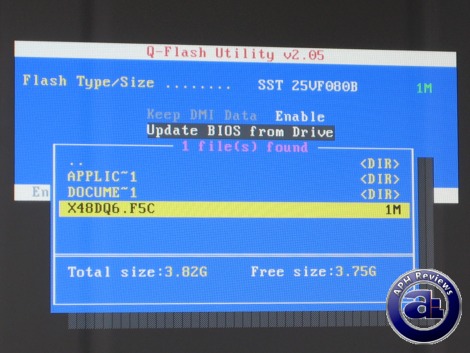 Q-Flash Utility v2.05
Flash Type/Size ........ SST 25VF080B 1M
Keep DMI Data Enable
Update BIOS from Drive
1 file(s) found
.. <DIR>
APPLIC~1 <DIR>
DOCUME~1 <DIR>
En
X48DQ6.F5C 1M
Total size:3.82G Free size:3.75G
APH Reviews